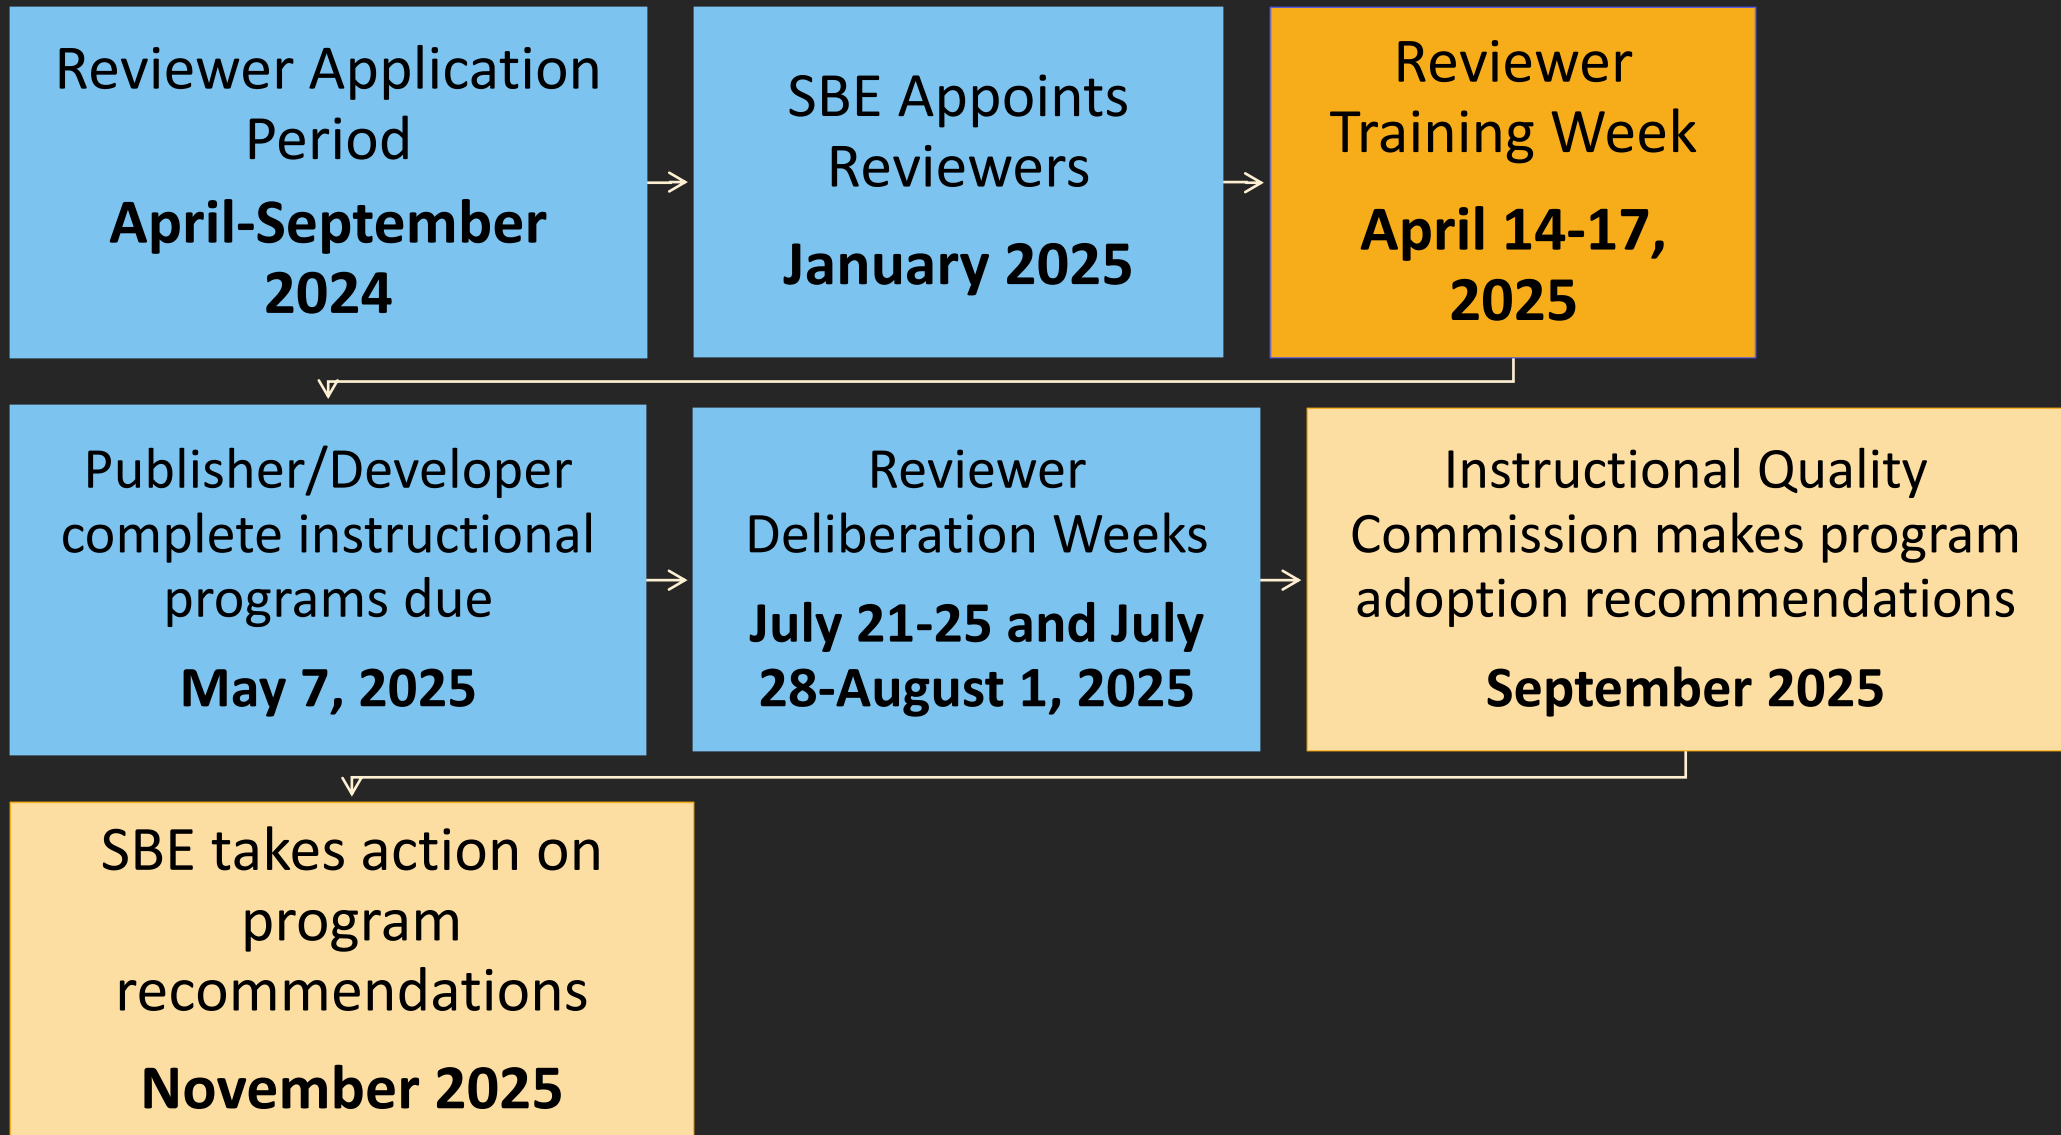 Reviewer Application
Period
April-September
2024
SBE Appoints
Reviewers
January 2025
Reviewer
Training Week
April 14-17,
2025
Publisher/Developer
complete instructional
programs due
May 7, 2025
Reviewer
Deliberation Weeks
July 21-25 and July
28-August 1, 2025
Instructional Quality
Commission makes program
adoption recommendations
September 2025
SBE takes action on
program
recommendations
November 2025